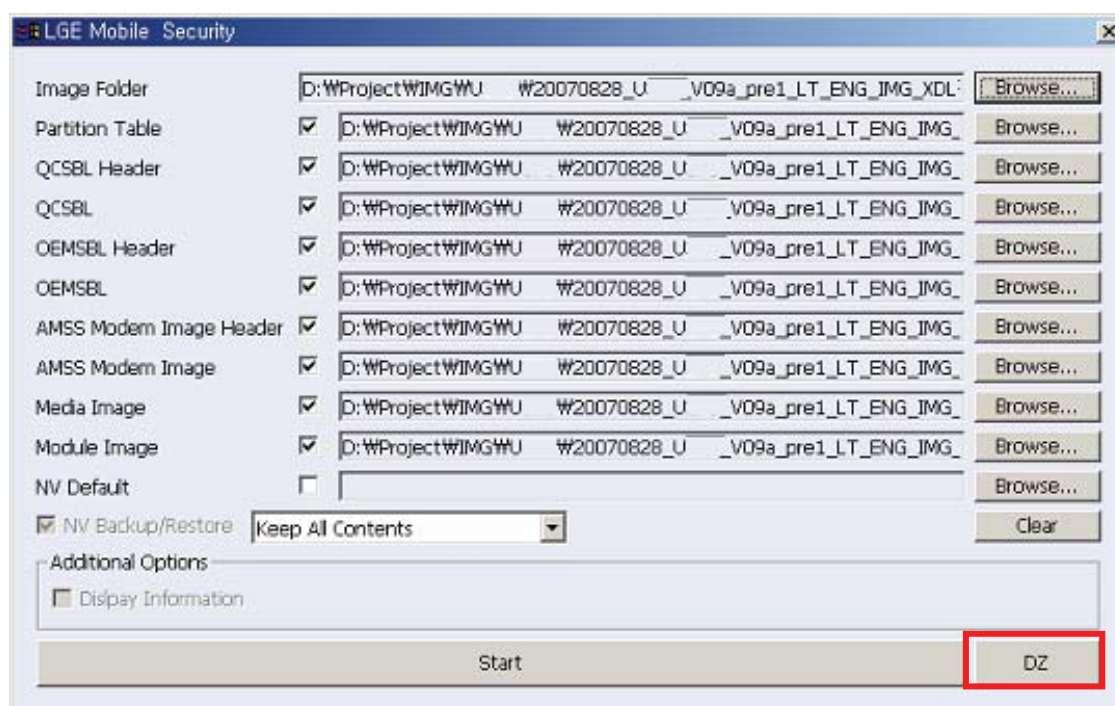 LGE Mobile Security
Image Folder D:₩Project₩IMG₩U ₩20070828_U _V09a_pre1_LT_ENG_IMG_XDL Browse...
Partition Table D:₩Project₩IMG₩U ₩20070828_U _V09a_pre1_LT_ENG_IMG_ Browse...
QCSBL Header D:₩Project₩IMG₩U ₩20070828_U _V09a_pre1_LT_ENG_IMG_ Browse...
QCSBL D:₩Project₩IMG₩U ₩20070828_U _V09a_pre1_LT_ENG_IMG_ Browse...
OEMSBL Header D:₩Project₩IMG₩U ₩20070828_U _V09a_pre1_LT_ENG_IMG_ Browse...
OEMSBL D:₩Project₩IMG₩U ₩20070828_U _V09a_pre1_LT_ENG_IMG_ Browse...
AMSS Modem Image Header D:₩Project₩IMG₩U ₩20070828_U _V09a_pre1_LT_ENG_IMG_ Browse...
AMSS Modem Image D:₩Project₩IMG₩U ₩20070828_U _V09a_pre1_LT_ENG_IMG_ Browse...
Media Image D:₩Project₩IMG₩U ₩20070828_U _V09a_pre1_LT_ENG_IMG_ Browse...
Module Image D:₩Project₩IMG₩U ₩20070828_U _V09a_pre1_LT_ENG_IMG_ Browse...
NV Default Browse...
NV Backup/Restore Keep All Contents Clear
Additional Options
Dislpay Information
Start DZ